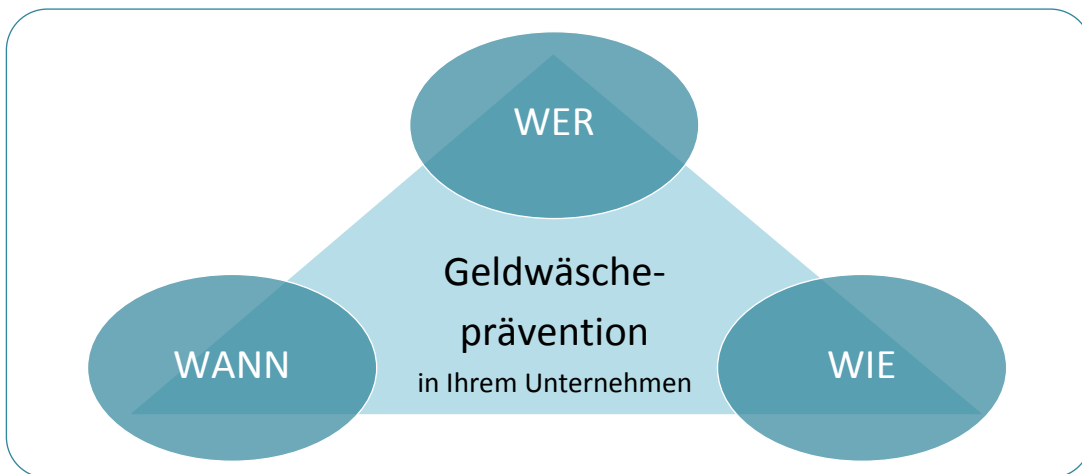 WER
Geldwäsche-
prävention
in Ihrem Unternehmen
WANN
WIE